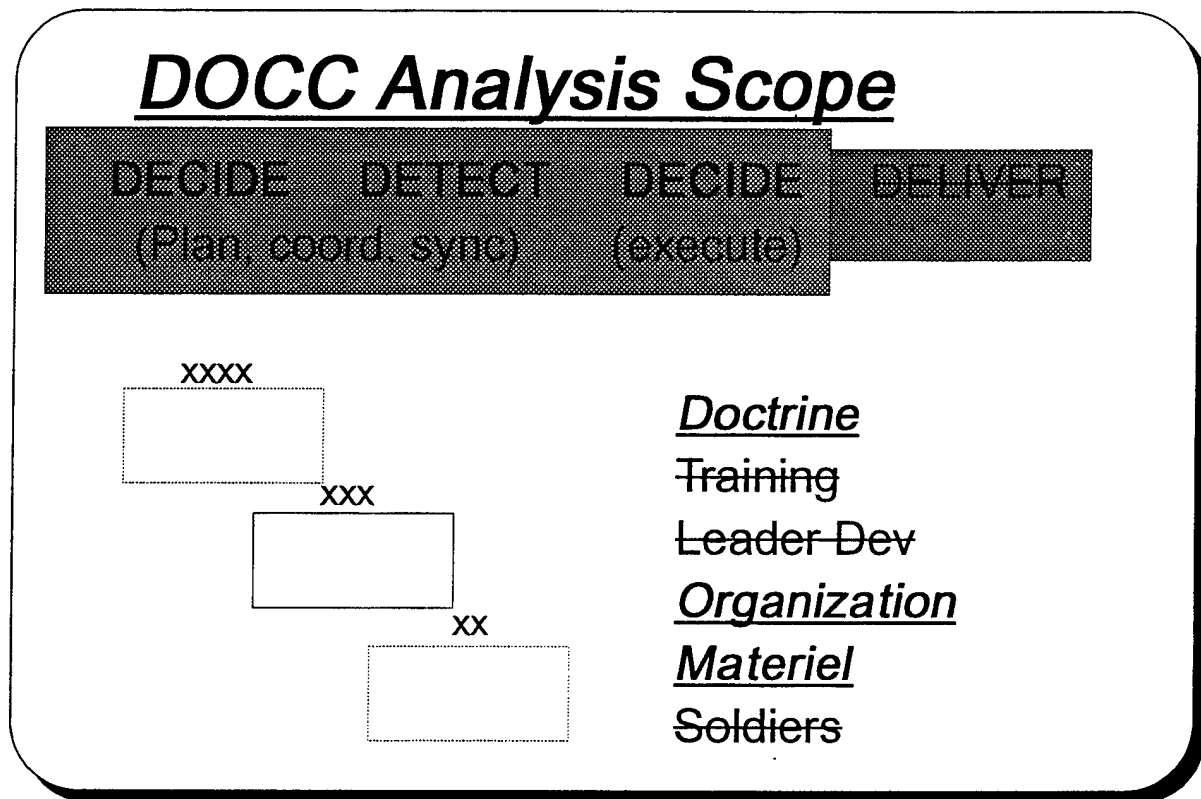 DOCC Analysis Scope
DECIDE DETECT DECIDE DELIVER
(Plan, coord, sync) (execute)
xxxx
xxx
xx
Doctrine
Training
Leader Dev
Organization
Materiel
Soldiers